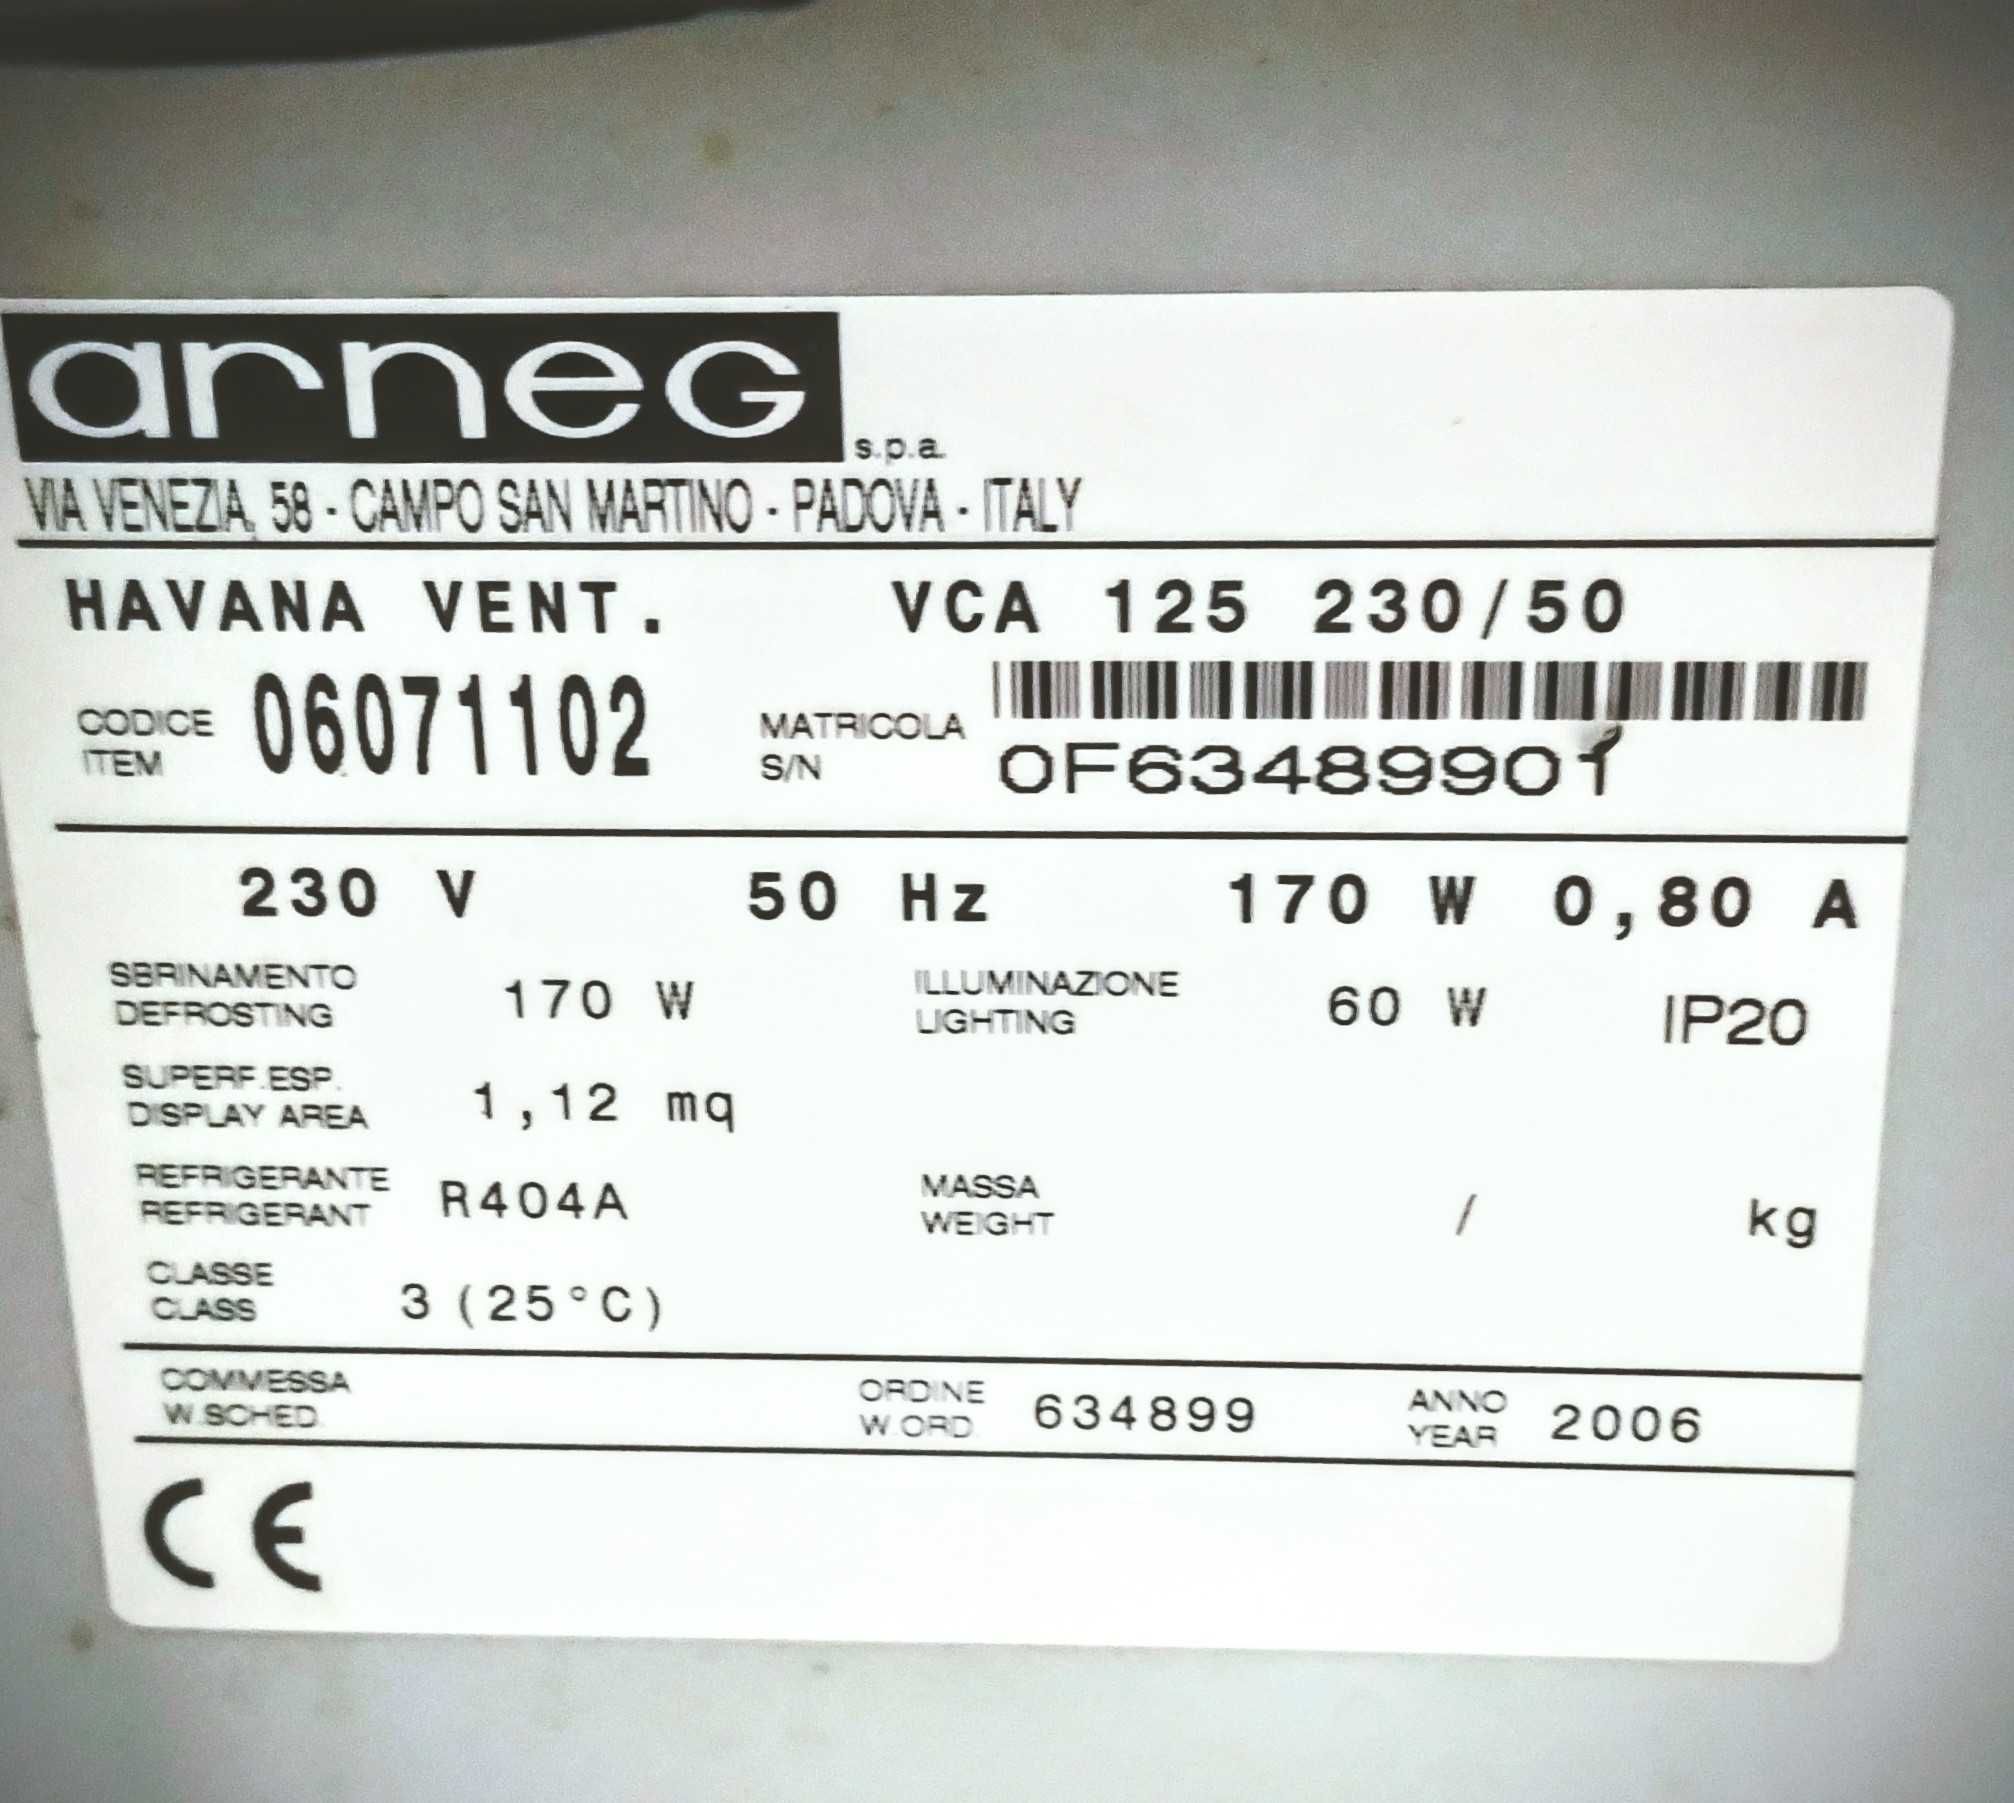 arneg s.p.a.
VIA VENEZIA, 58 - CAMPO SAN MARTINO - PADOVA - ITALY
HAVANA VENT. VCA 125 230/50
CODICE
ITEM
06071102
MATRICOLA
S/N
0F63489901
230 V 50 Hz 170 W 0,80 A
SBRINAMENTO
DEFROSTING
170 W
ILLUMINAZIONE
LIGHTING
60 W
IP20
SUPERF.ESP.
DISPLAY AREA
1,12 mq
REFRIGERANTE
REFRIGERANT
R404A
MASSA
WEIGHT
/ kg
CLASSE
CLASS
3 (25°C)
COMMESSA
W.SCHED.
ORDINE
W.ORD
634899
ANNO
YEAR
2006
CE